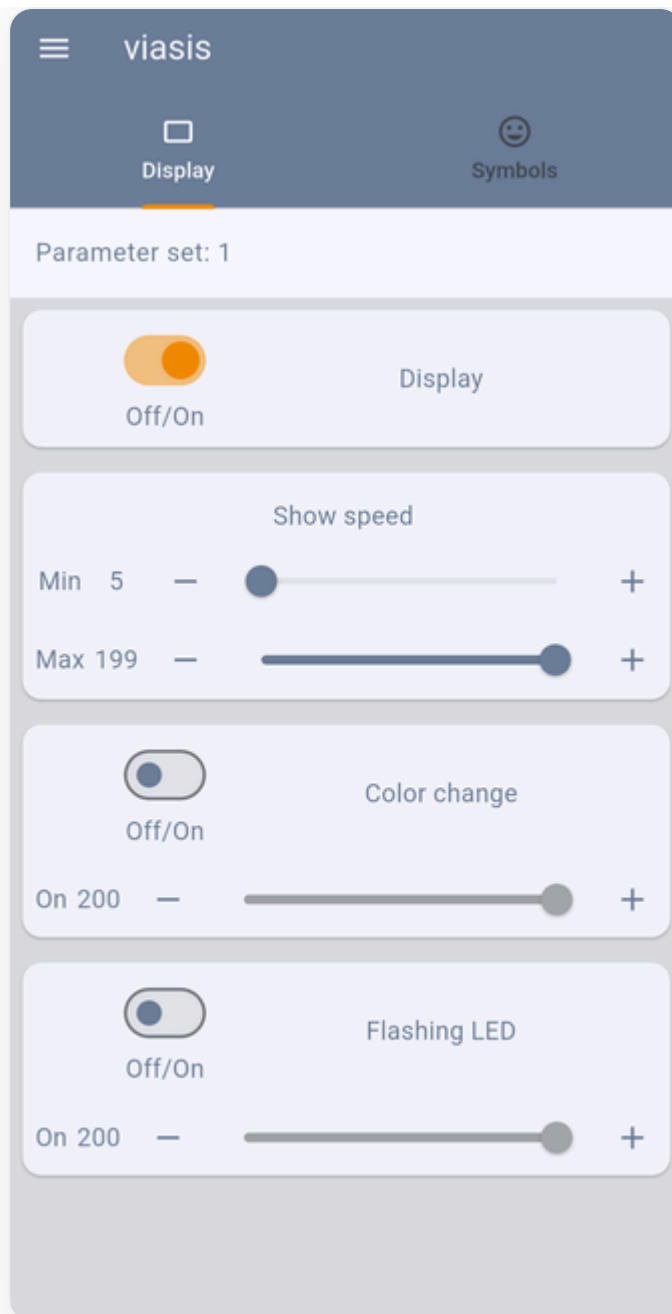 viasis
Display
Symbols
Parameter set: 1
Off/On
Display
Show speed
Min 5
Max 199
Off/On
Color change
On 200
Off/On
Flashing LED
On 200